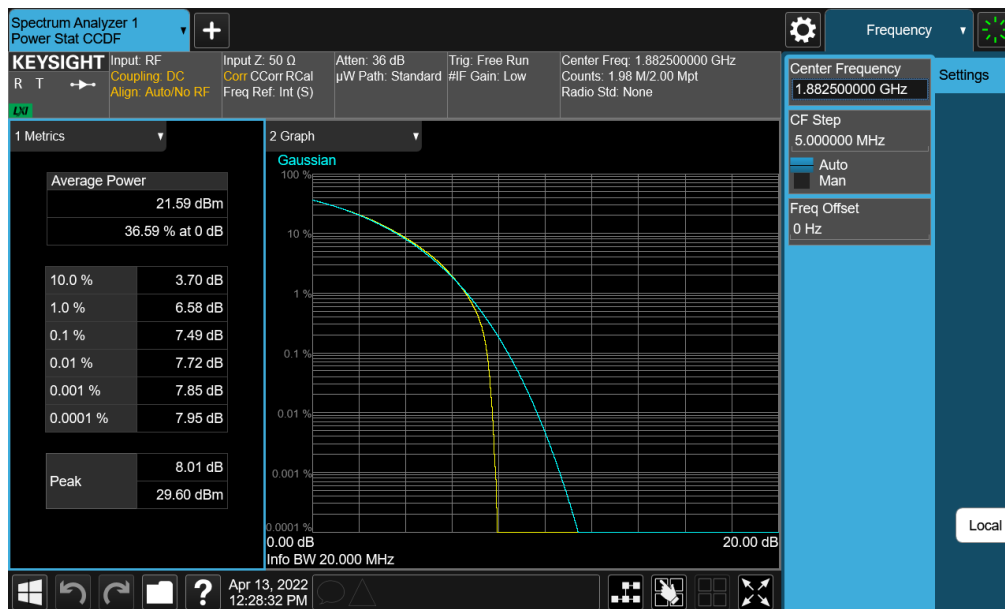 Spectrum Analyzer 1
Power Stat CCDF
+
Frequency
KEYSIGHT
R T
LXI
Input: RF
Coupling: DC
Align: Auto/No RF
Input Z: 50 Ω
Corr CCorr RCal
Freq Ref: Int (S)
Atten: 36 dB
µW Path: Standard
Trig: Free Run
#IF Gain: Low
Center Freq: 1.882500000 GHz
Counts: 1.98 M/2.00 Mpt
Radio Std: None
Center Frequency
1.882500000 GHz
Settings
CF Step
5.000000 MHz
Auto
Man
Freq Offset
0 Hz
Local
1 Metrics
Average Power
21.59 dBm
36.59 % at 0 dB
10.0 % 3.70 dB
1.0 % 6.58 dB
0.1 % 7.49 dB
0.01 % 7.72 dB
0.001 % 7.85 dB
0.0001 % 7.95 dB
Peak
8.01 dB
29.60 dBm
2 Graph
Gaussian
100 %
10 %
1 %
0.1 %
0.01 %
0.001 %
0.0001 %
0.00 dB
20.00 dB
Info BW 20.000 MHz
?
Apr 13, 2022
12:28:32 PM